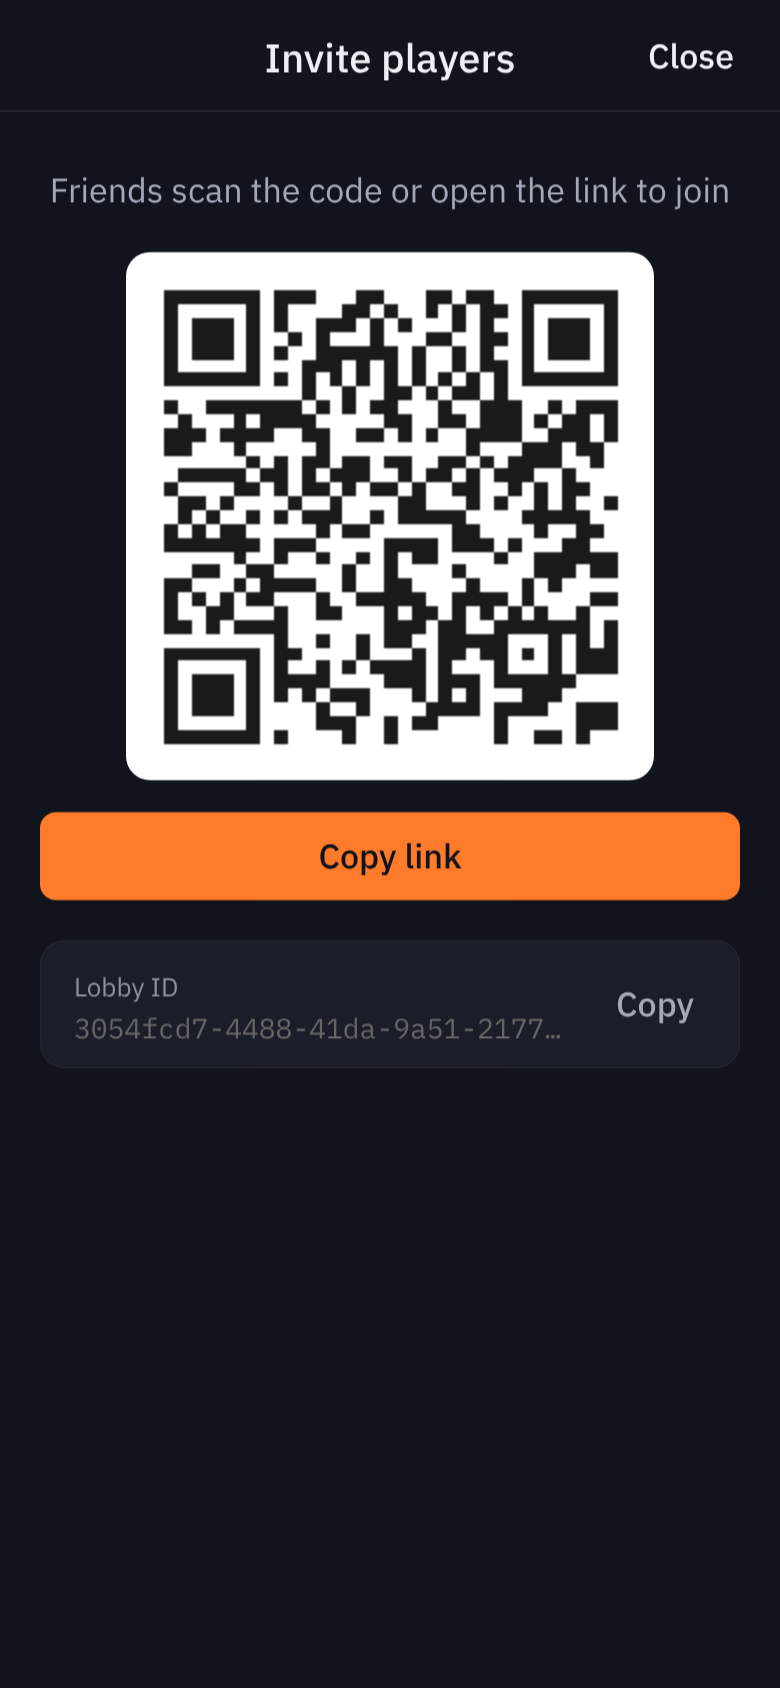 Invite players
Close
Friends scan the code or open the link to join
Copy link
Lobby ID
3054fcd7-4488-41da-9a51-2177…
Copy